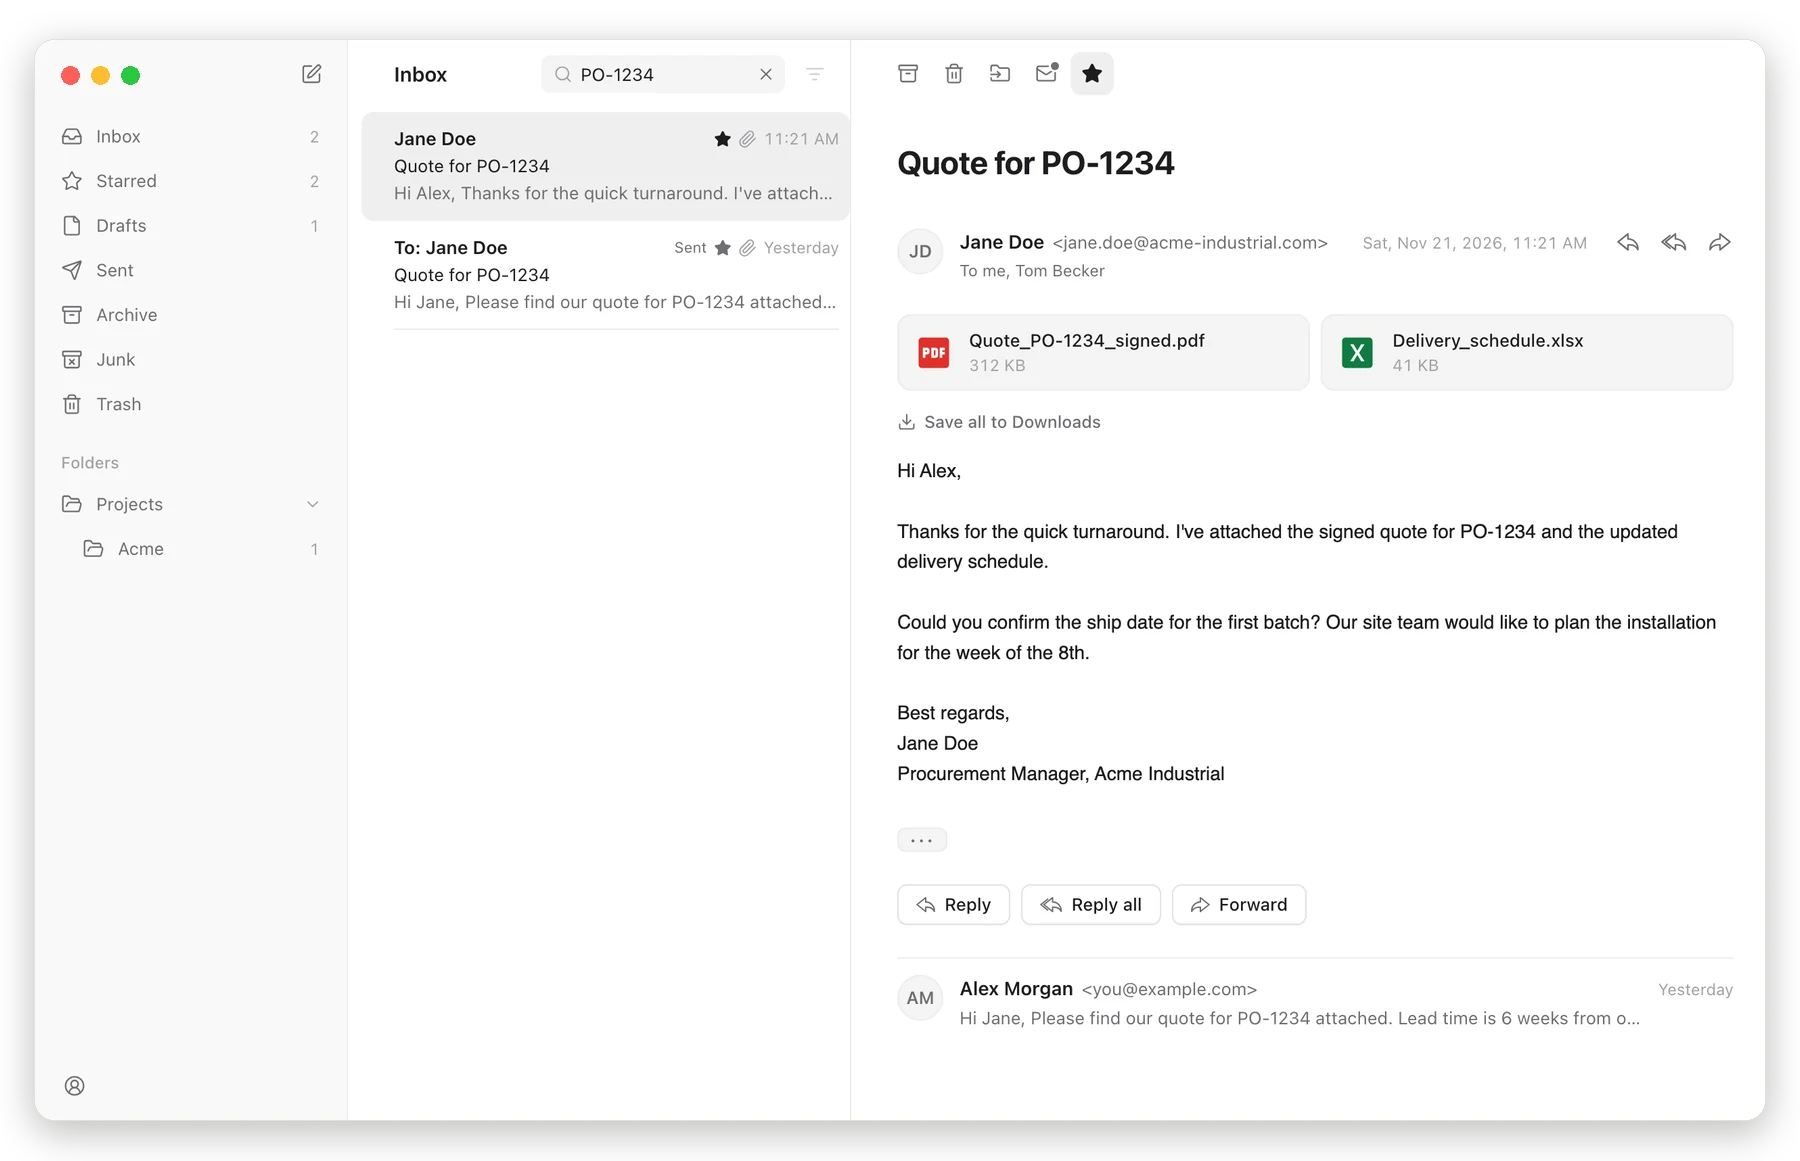 Inbox 2
Starred 2
Drafts 1
Sent
Archive
Junk
Trash
Folders
Projects
Acme 1
Inbox
PO-1234
Jane Doe 11:21 AM
Quote for PO-1234
Hi Alex, Thanks for the quick turnaround. I've attach...
To: Jane Doe Sent Yesterday
Quote for PO-1234
Hi Jane, Please find our quote for PO-1234 attached...
Quote for PO-1234
JD
Jane Doe <jane.doe@acme-industrial.com> Sat, Nov 21, 2026, 11:21 AM
To me, Tom Becker
PDF
Quote_PO-1234_signed.pdf
312 KB
X
Delivery_schedule.xlsx
41 KB
Save all to Downloads
Hi Alex,
Thanks for the quick turnaround. I've attached the signed quote for PO-1234 and the updated
delivery schedule.
Could you confirm the ship date for the first batch? Our site team would like to plan the installation
for the week of the 8th.
Best regards,
Jane Doe
Procurement Manager, Acme Industrial
...
Reply Reply all Forward
AM
Alex Morgan <you@example.com> Yesterday
Hi Jane, Please find our quote for PO-1234 attached. Lead time is 6 weeks from o...